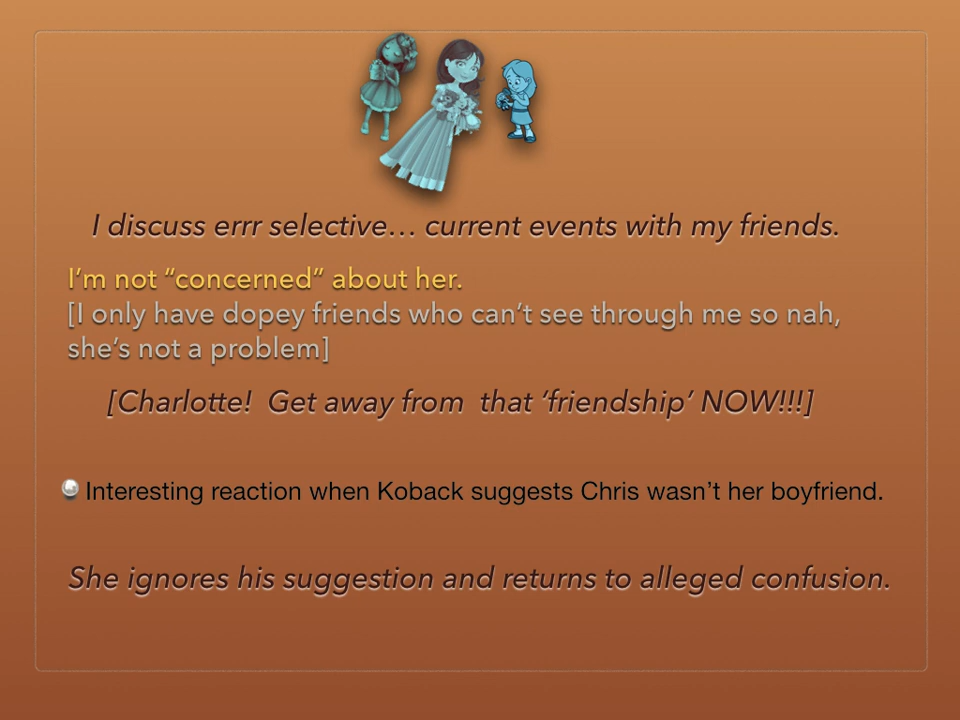 I discuss errr selective… current events with my friends.
I’m not “concerned” about her.
[I only have dopey friends who can’t see through me so nah,
she’s not a problem]
[Charlotte!  Get away from  that ‘friendship’ NOW!!!]
Interesting reaction when Koback suggests Chris wasn’t her boyfriend.
She ignores his suggestion and returns to alleged confusion.